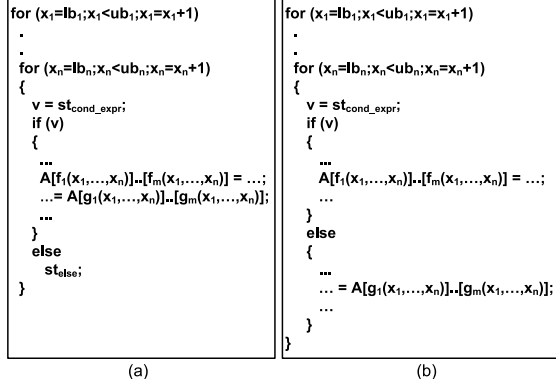 for (x₁=lb₁;x₁<ub₁;x₁=x₁+1)
.
.
for (xₙ=lbₙ;xₙ<ubₙ;xₙ=xₙ+1)
{
v = st_cond_expr;
if (v)
{
...
A[f₁(x₁,...,xₙ)]..[fₘ(x₁,...,xₙ)] = ...;
...= A[g₁(x₁,...,xₙ)]..[gₘ(x₁,...,xₙ)];
...
}
else
st_else;
}
(a)
for (x₁=lb₁;x₁<ub₁;x₁=x₁+1)
.
.
for (xₙ=lbₙ;xₙ<ubₙ;xₙ=xₙ+1)
{
v = st_cond_expr;
if (v)
{
...
A[f₁(x₁,...,xₙ)]..[fₘ(x₁,...,xₙ)] = ...;
...
}
else
{
...
... = A[g₁(x₁,...,xₙ)]..[gₘ(x₁,...,xₙ)];
...
}
}
(b)